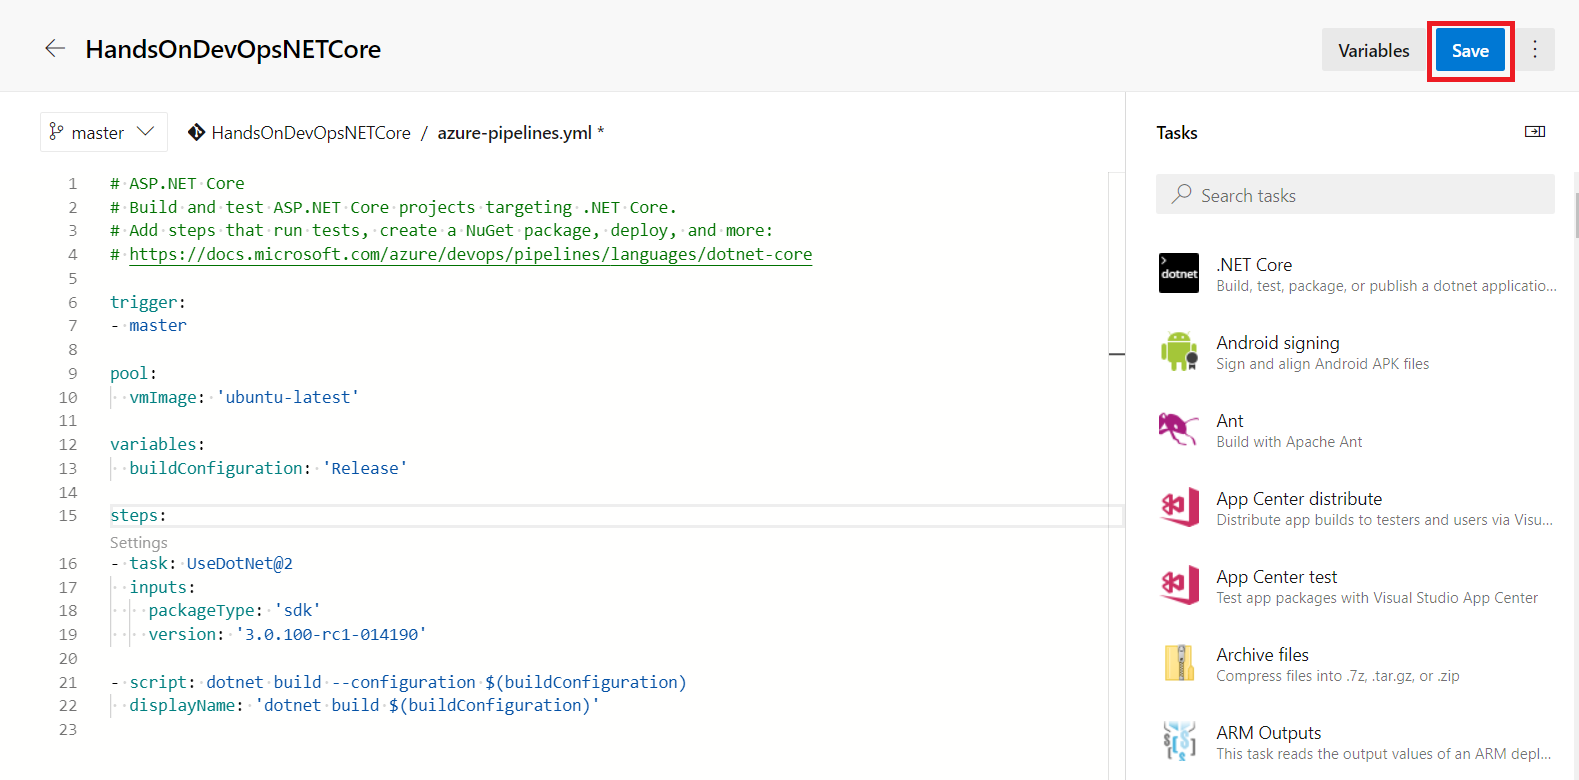 HandsOnDevOpsNETCore
Variables
Save
master
HandsOnDevOpsNETCore / azure-pipelines.yml *
1 # ASP.NET Core
2 # Build and test ASP.NET Core projects targeting .NET Core.
3 # Add steps that run tests, create a NuGet package, deploy, and more:
4 # https://docs.microsoft.com/azure/devops/pipelines/languages/dotnet-core
5
6 trigger:
7 - master
8
9 pool:
10 vmImage: 'ubuntu-latest'
11
12 variables:
13 buildConfiguration: 'Release'
14
15 steps:
Settings
16 - task: UseDotNet@2
17 inputs:
18 packageType: 'sdk'
19 version: '3.0.100-rc1-014190'
20
21 - script: dotnet build --configuration $(buildConfiguration)
22 displayName: 'dotnet build $(buildConfiguration)'
23
Tasks
Search tasks
dotnet
.NET Core
Build, test, package, or publish a dotnet applicatio...
Android signing
Sign and align Android APK files
Ant
Build with Apache Ant
App Center distribute
Distribute app builds to testers and users via Visu...
App Center test
Test app packages with Visual Studio App Center
Archive files
Compress files into .7z, .tar.gz, or .zip
ARM Outputs
This task reads the output values of an ARM depl...